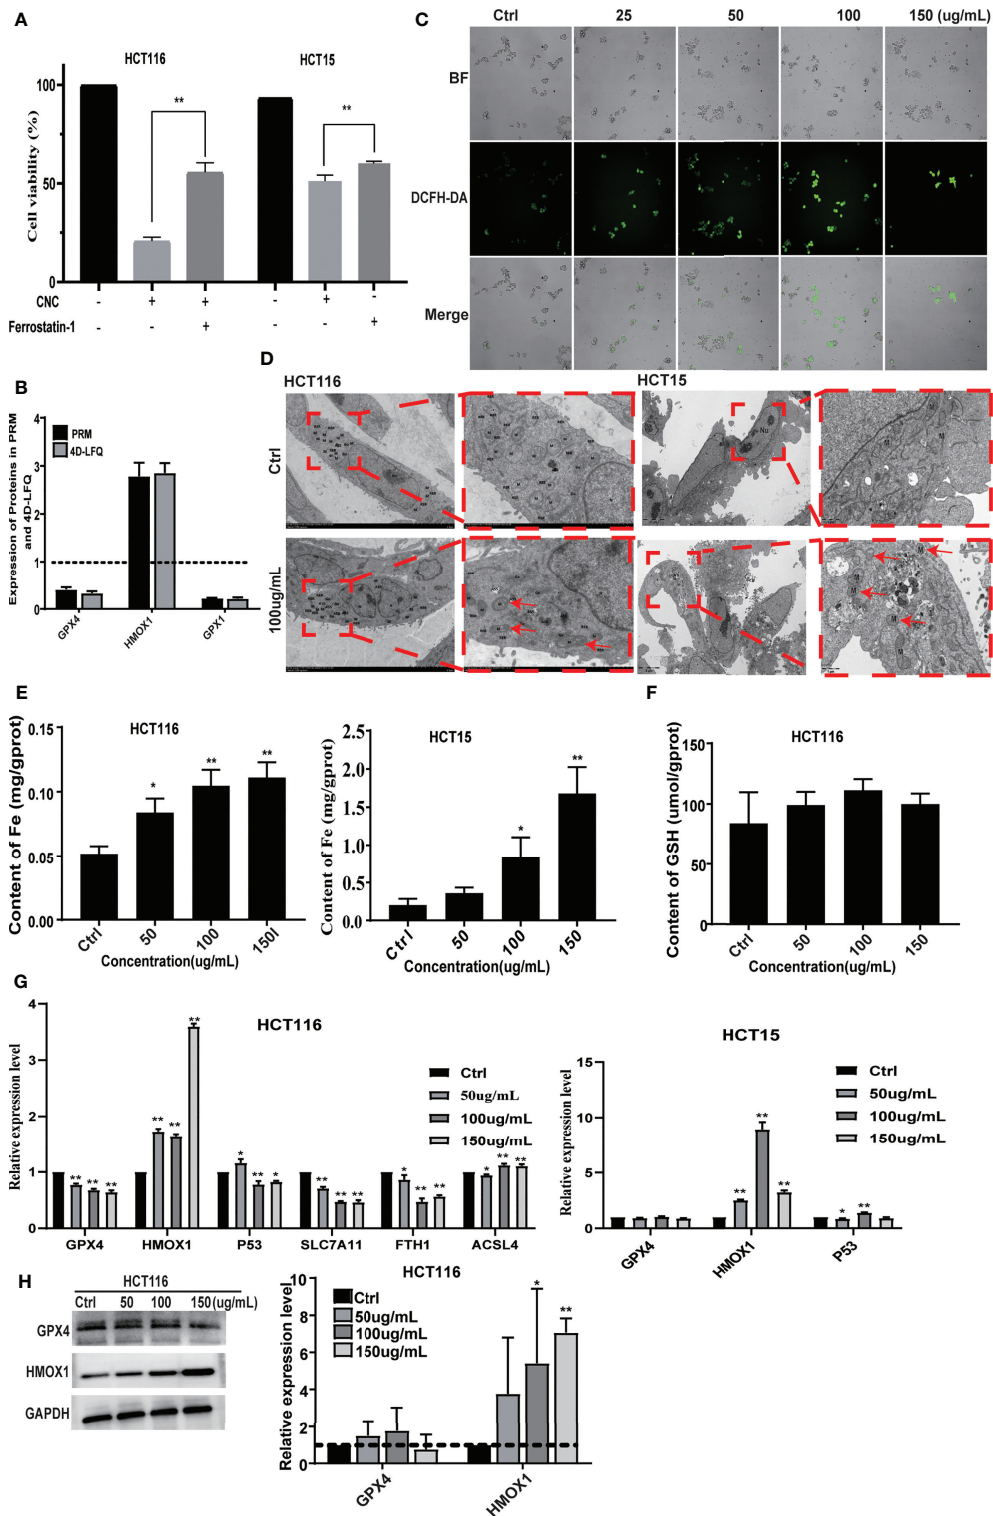 A
HCT116
HCT15
**
**
Cell viability (%)
100
50
0
CNC
- + + - + -
Ferrostatin-1
- - + - - +
B
Expression of Proteins in PRM
and 4D-LFQ
4
3
2
1
0
PRM
4D-LFQ
GPX4
HMOX1
GPX1
C
Ctrl 25 50 100 150 (ug/mL)
BF
DCFH-DA
Merge
D
HCT116
HCT15
Ctrl
Nu
M
100ug/mL
M
E
HCT116
Content of Fe (mg/gprot)
0.15
0.10
0.05
0.00
*
**
**
Ctrl 50 100 150l
Concentration(ug/mL)
HCT15
Content of Fe (mg/gprot)
2.5
2.0
1.5
1.0
0.5
0.0
*
**
Ctrl 50 100 150
Concentration(ug/mL)
F
HCT116
Content of GSH (umol/gprot)
150
100
50
0
Ctrl 50 100 150
Concentration(ug/mL)
G
HCT116
Relative expression level
4
3
2
1
0
Ctrl
50ug/mL
100ug/mL
150ug/mL
** ** **
** ** **
* ** *
** ** **
* ** **
* ** **
GPX4 HMOX1 P53 SLC7A11 FTH1 ACSL4
HCT15
Relative expression level
15
10
5
0
Ctrl
50ug/mL
100ug/mL
150ug/mL
** ** **
* **
GPX4 HMOX1 P53
H
HCT116
Ctrl 50 100 150(ug/mL)
GPX4
HMOX1
GAPDH
HCT116
Relative expression level
10
8
6
4
2
0
Ctrl
50ug/mL
100ug/mL
150ug/mL
*
**
GPX4
HMOX1